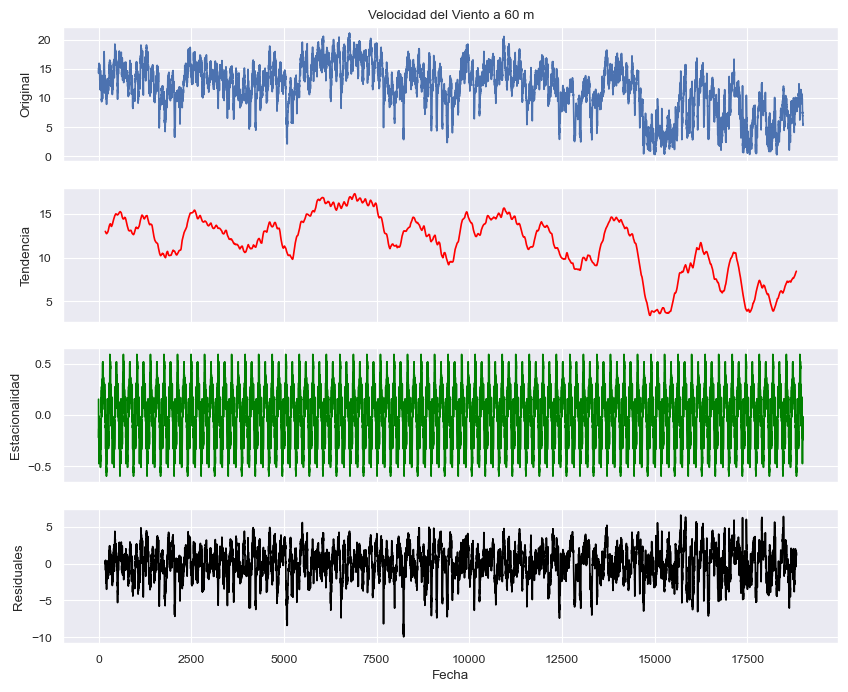 Velocidad del Viento a 60 m
Original
20
15
10
5
0
Tendencia
15
10
5
Estacionalidad
0.5
0.0
−0.5
Residuales
5
0
−5
−10
0 2500 5000 7500 10000 12500 15000 17500
Fecha